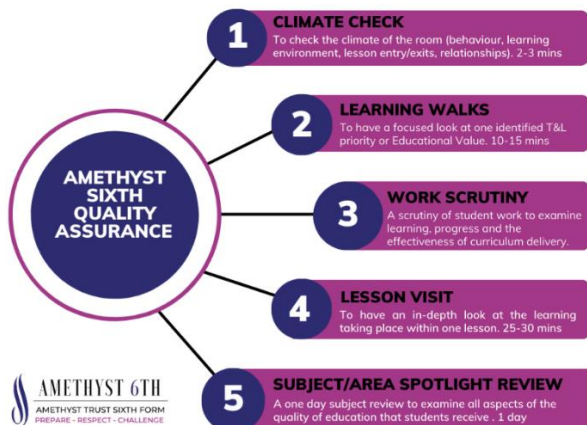 AMETHYST
SIXTH
QUALITY
ASSURANCE
1
CLIMATE CHECK
To check the climate of the room (behaviour, learning
environment, lesson entry/exits, relationships). 2-3 mins
2
LEARNING WALKS
To have a focused look at one identified T&L
priority or Educational Value. 10-15 mins
3
WORK SCRUTINY
A scrutiny of student work to examine
learning, progress and the
effectiveness of curriculum delivery.
4
LESSON VISIT
To have an in-depth look at the learning
taking place within one lesson. 25-30 mins
5
SUBJECT/AREA SPOTLIGHT REVIEW
A one day subject review to examine all aspects of the
quality of education that students receive . 1 day
AMETHYST 6TH
AMETHYST TRUST SIXTH FORM
PREPARE - RESPECT - CHALLENGE